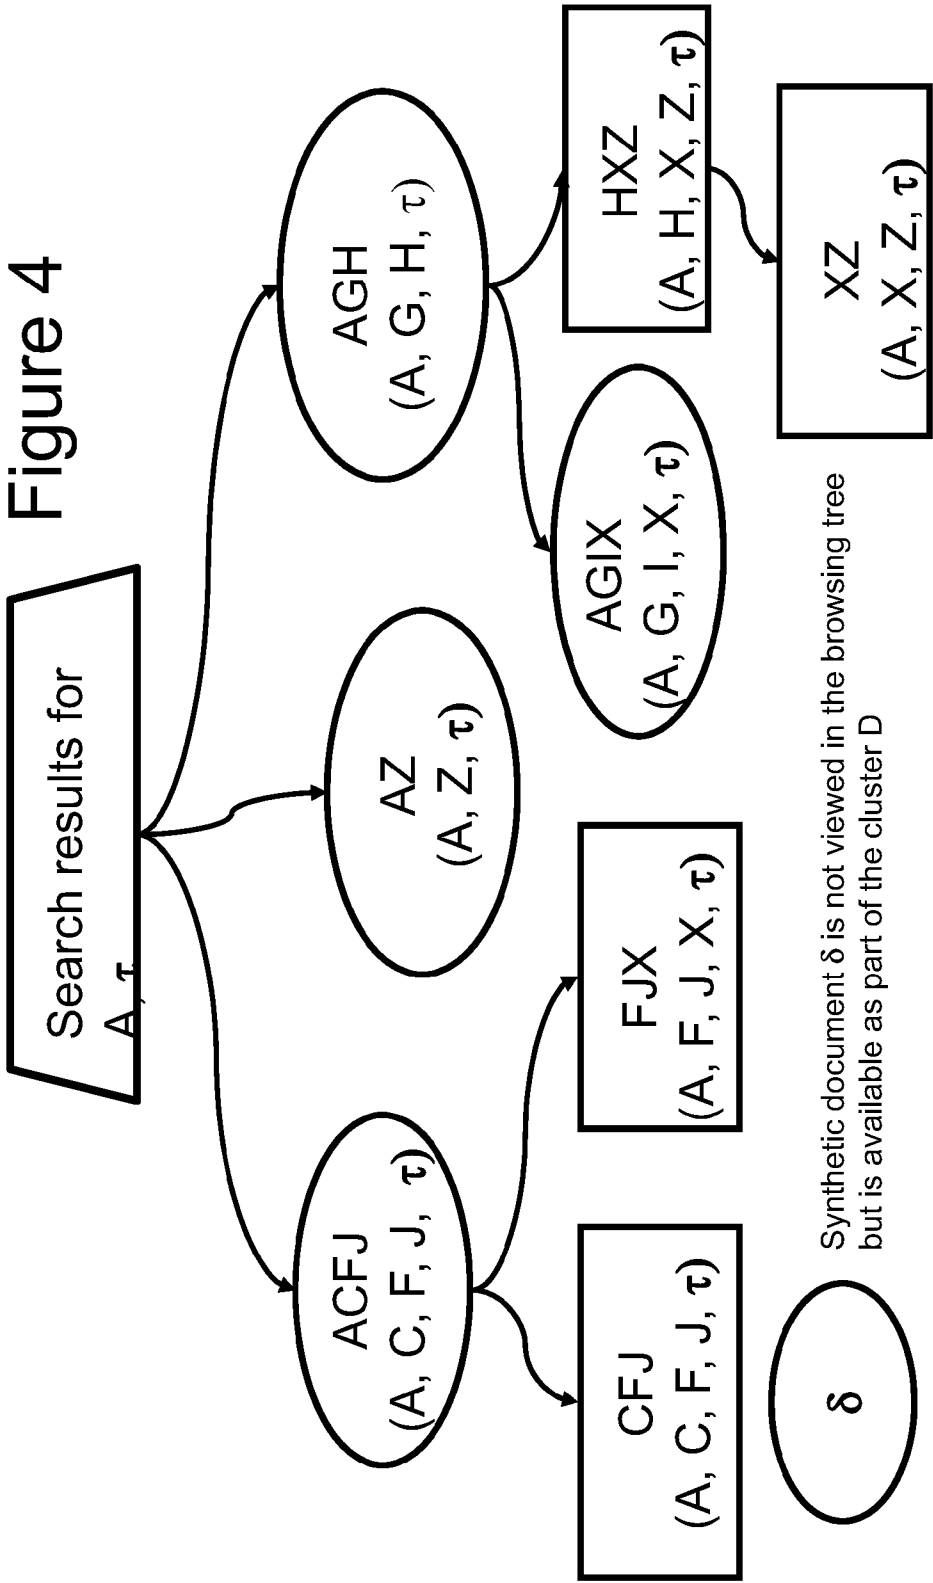 Figure 4
Search results for
A, τ
ACFJ
(A, C, F, J, τ)
AZ
(A, Z, τ)
AGH
(A, G, H, τ)
CFJ
(A, C, F, J, τ)
FJX
(A, F, J, X, τ)
AGIX
(A, G, I, X, τ)
HXZ
(A, H, X, Z, τ)
XZ
(A, X, Z, τ)
δ
Synthetic document δ is not viewed in the browsing tree
but is available as part of the cluster D